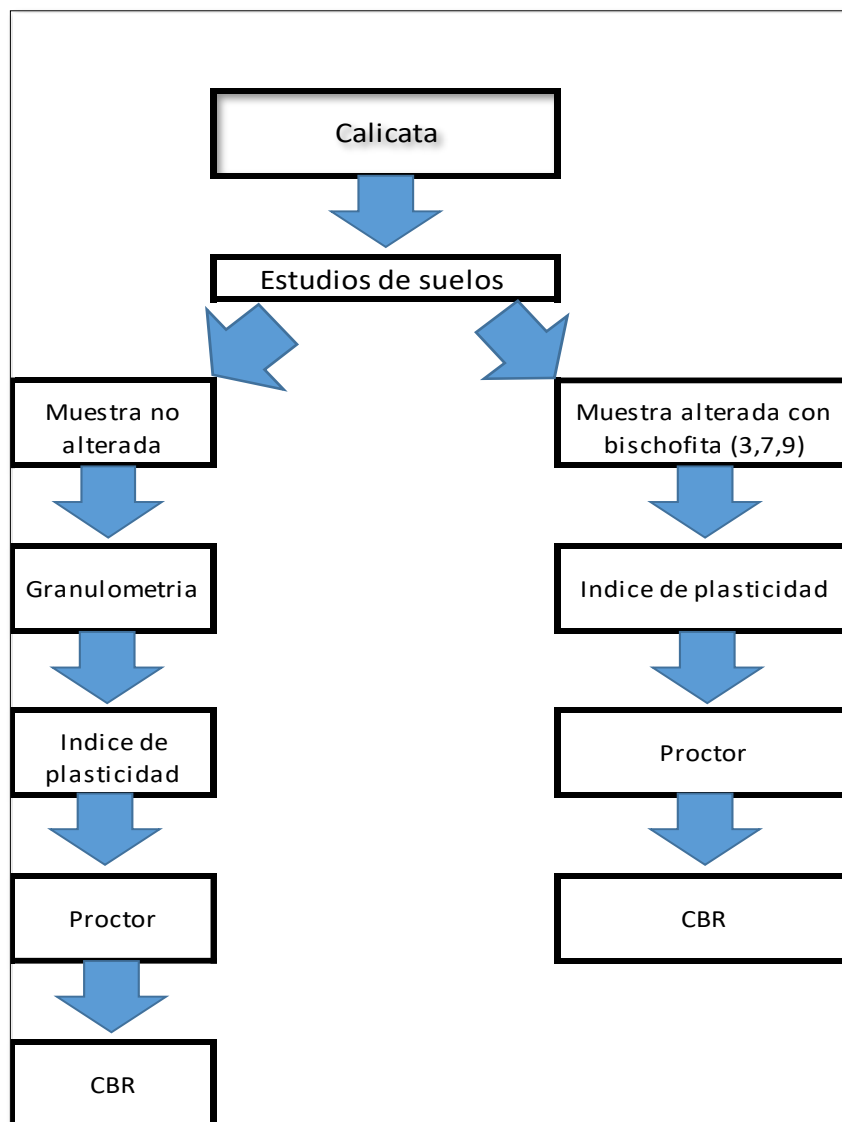 Calicata
Estudios de suelos
Muestra no
alterada
Muestra alterada con
bischofita (3,7,9)
Granulometria
Indice de plasticidad
Indice de
plasticidad
Proctor
Proctor
CBR
CBR